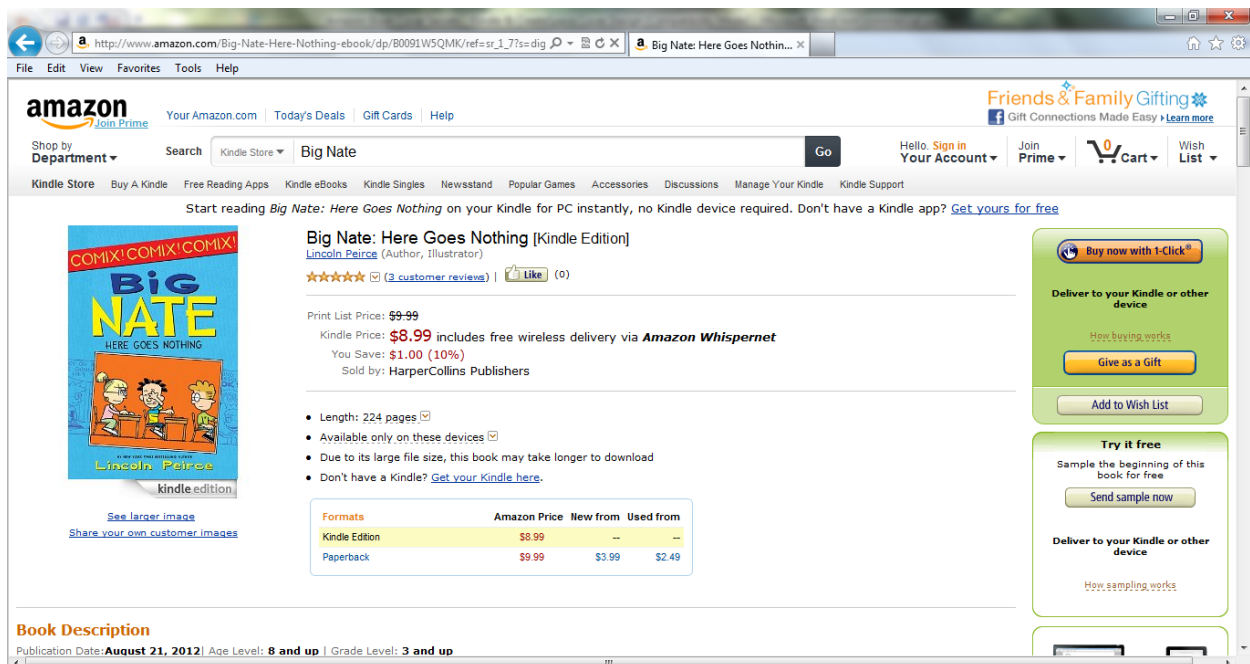 http://www.amazon.com/Big-Nate-Here-Nothing-ebook/dp/B0091W5QMK/ref=sr_1_7?s=dig
Big Nate: Here Goes Nothin...
File Edit View Favorites Tools Help
amazon
Join Prime
Your Amazon.com Today's Deals Gift Cards Help
Friends & Family Gifting
Gift Connections Made Easy Learn more
Shop by
Department
Search Kindle Store Big Nate Go
Hello. Sign in
Your Account
Join
Prime
0
Cart
Wish
List
Kindle Store Buy A Kindle Free Reading Apps Kindle eBooks Kindle Singles Newsstand Popular Games Accessories Discussions Manage Your Kindle Kindle Support
Start reading Big Nate: Here Goes Nothing on your Kindle for PC instantly, no Kindle device required. Don't have a Kindle app? Get yours for free
COMIX! COMIX! COMIX!
BIG
NATE
HERE GOES NOTHING
Lincoln Peirce
kindle edition
See larger image
Share your own customer images
Big Nate: Here Goes Nothing [Kindle Edition]
Lincoln Peirce (Author, Illustrator)
(3 customer reviews) | Like (0)
Print List Price: $9.99
Kindle Price: $8.99 includes free wireless delivery via Amazon Whispernet
You Save: $1.00 (10%)
Sold by: HarperCollins Publishers
Length: 224 pages
Available only on these devices
Due to its large file size, this book may take longer to download
Don't have a Kindle? Get your Kindle here.
Formats Amazon Price New from Used from
Kindle Edition $8.99 -- --
Paperback $9.99 $3.99 $2.49
Buy now with 1-Click®
Deliver to your Kindle or other
device
How buying works
Give as a Gift
Add to Wish List
Try it free
Sample the beginning of this
book for free
Send sample now
Deliver to your Kindle or other
device
How sampling works
Book Description
Publication Date: August 21, 2012 | Age Level: 8 and up | Grade Level: 3 and up